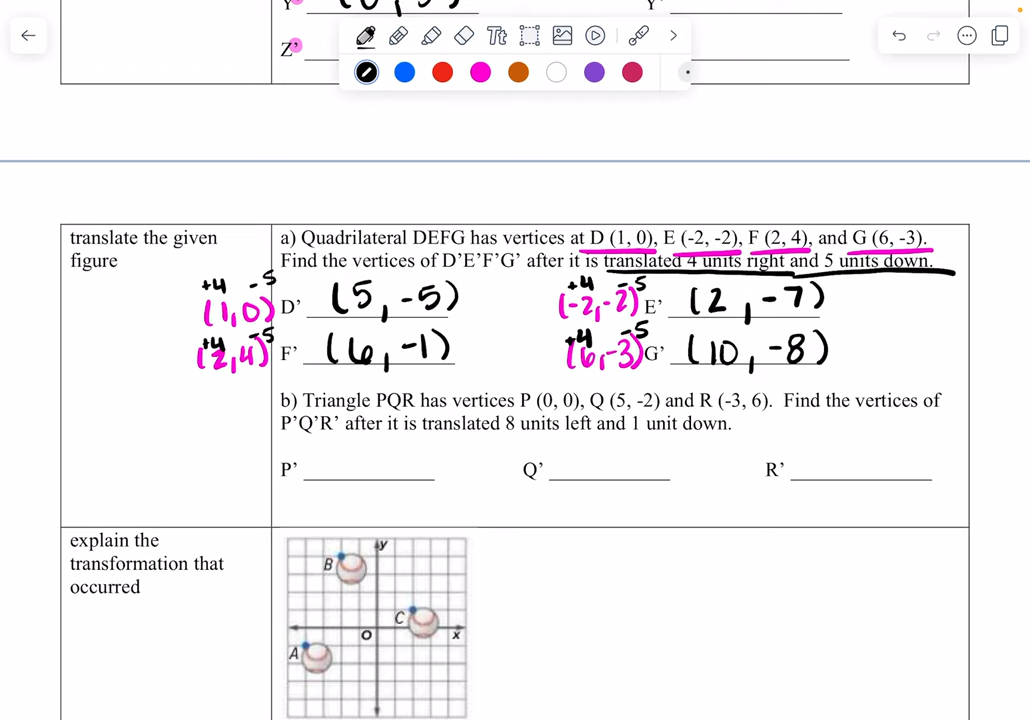 Z'
Tt
translate the given
figure
a) Quadrilateral DEFG has vertices at D (1, 0), E (-2, -2), F (2, 4), and G (6, -3).
Find the vertices of D'E'F'G' after it is translated 4 units right and 5 units down.
+4 -5
(1,0) D' (5, -5)
+4 -5
(-2,-2) E' (2, -7)
+4 -5
(2,4) F' (6, -1)
+4 -5
(6,-3) G' (10, -8)
b) Triangle PQR has vertices P (0, 0), Q (5, -2) and R (-3, 6). Find the vertices of
P'Q'R' after it is translated 8 units left and 1 unit down.
P' Q' R'
explain the
transformation that
occurred
y
B
C
O x
A